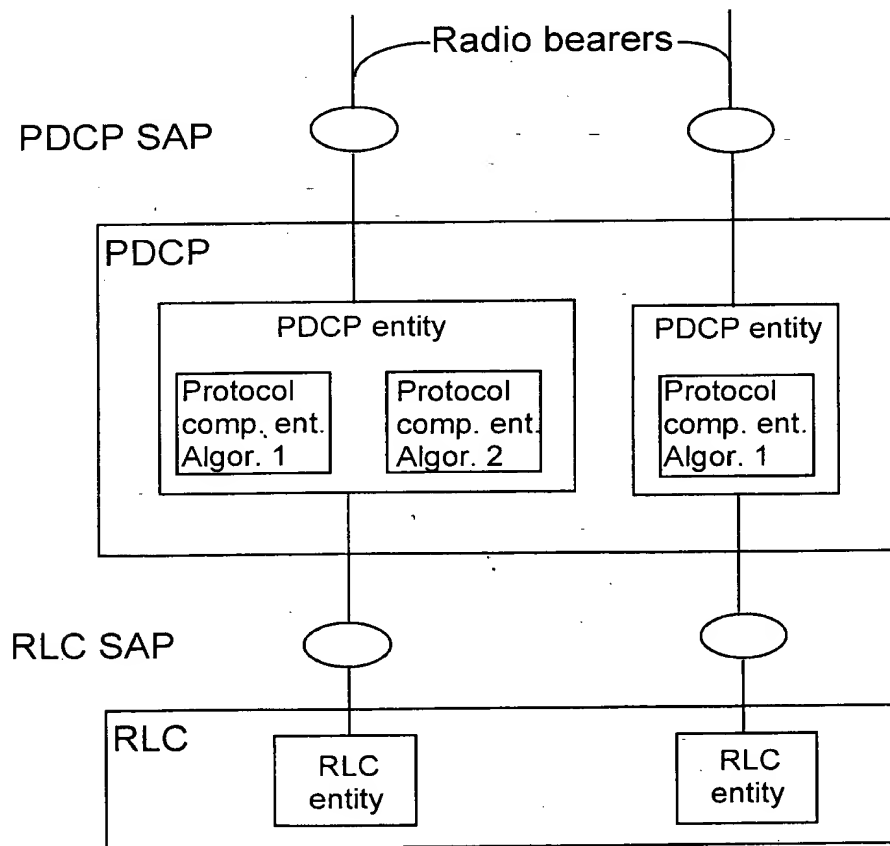 Radio bearers
PDCP SAP
PDCP
PDCP entity
Protocol
comp. ent.
Algor. 1
Protocol
comp. ent.
Algor. 2
PDCP entity
Protocol
comp. ent.
Algor. 1
RLC SAP
RLC
RLC
entity
RLC
entity